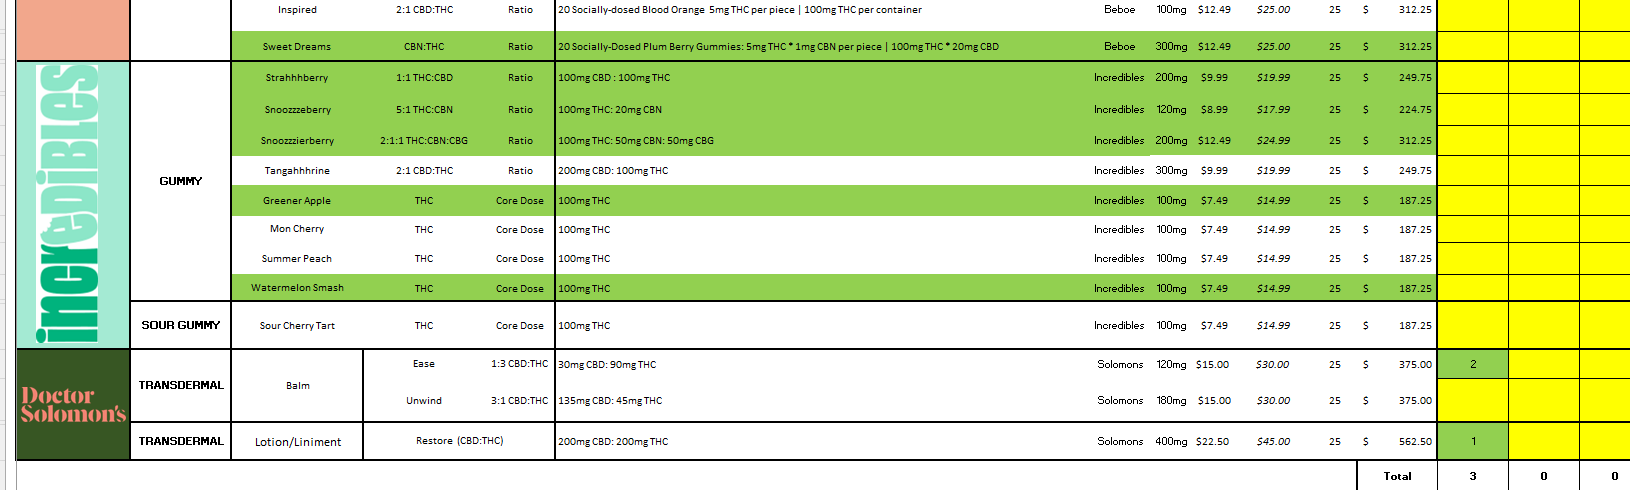 Inspired 2:1 CBD:THC Ratio 20 Socially-dosed Blood Orange 5mg THC per piece | 100mg THC per container Beboe 100mg $12.49 $25.00 25 $ 312.25
Sweet Dreams CBN:THC Ratio 20 Socially-Dosed Plum Berry Gummies: 5mg THC * 1mg CBN per piece | 100mg THC * 20mg CBD Beboe 300mg $12.49 $25.00 25 $ 312.25
incredibles
GUMMY
Strahhhberry 1:1 THC:CBD Ratio 100mg CBD : 100mg THC Incredibles 200mg $9.99 $19.99 25 $ 249.75
Snoozzzeberry 5:1 THC:CBN Ratio 100mg THC: 20mg CBN Incredibles 120mg $8.99 $17.99 25 $ 224.75
Snoozzzierberry 2:1:1 THC:CBN:CBG Ratio 100mg THC: 50mg CBN: 50mg CBG Incredibles 200mg $12.49 $24.99 25 $ 312.25
Tangahhhrine 2:1 CBD:THC Ratio 200mg CBD: 100mg THC Incredibles 300mg $9.99 $19.99 25 $ 249.75
Greener Apple THC Core Dose 100mg THC Incredibles 100mg $7.49 $14.99 25 $ 187.25
Mon Cherry THC Core Dose 100mg THC Incredibles 100mg $7.49 $14.99 25 $ 187.25
Summer Peach THC Core Dose 100mg THC Incredibles 100mg $7.49 $14.99 25 $ 187.25
Watermelon Smash THC Core Dose 100mg THC Incredibles 100mg $7.49 $14.99 25 $ 187.25
SOUR GUMMY Sour Cherry Tart THC Core Dose 100mg THC Incredibles 100mg $7.49 $14.99 25 $ 187.25
Doctor
Solomon's
TRANSDERMAL Balm
Ease 1:3 CBD:THC 30mg CBD: 90mg THC Solomons 120mg $15.00 $30.00 25 $ 375.00 2
Unwind 3:1 CBD:THC 135mg CBD: 45mg THC Solomons 180mg $15.00 $30.00 25 $ 375.00
TRANSDERMAL Lotion/Liniment Restore (CBD:THC) 200mg CBD: 200mg THC Solomons 400mg $22.50 $45.00 25 $ 562.50 1
Total 3 0 0